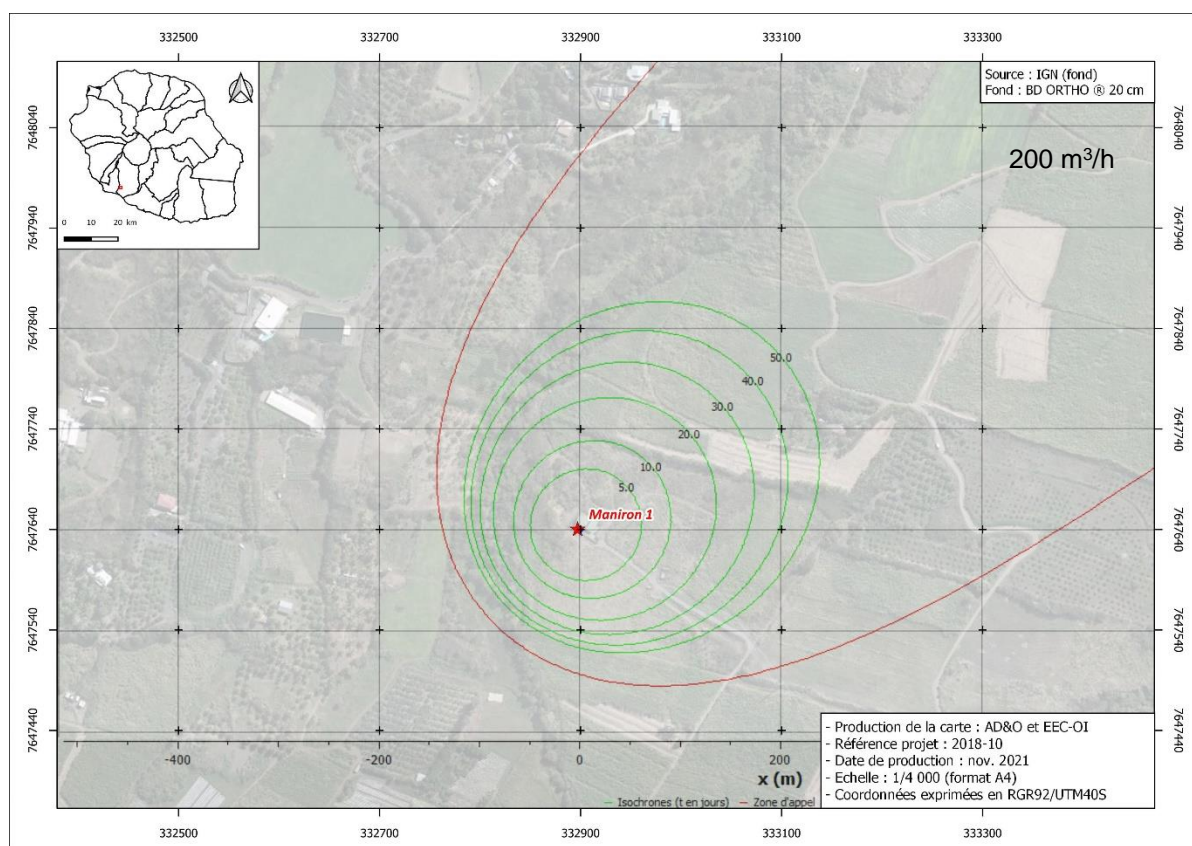 332500 332700 332900 333100 333300
Source : IGN (fond)
Fond : BD ORTHO ® 20 cm
0 10 20 km
200 m³/h
7648040 7648040
7647940 7647940
7647840 7647840
7647740 7647740
7647640 7647640
7647540 7647540
7647440 7647440
50.0
40.0
30.0
20.0
10.0
5.0
Maniron 1
-400 -200 0 200
x (m)
Isochrones (t en jours) Zone d'appel
- Production de la carte : AD&O et EEC-OI
- Référence projet : 2018-10
- Date de production : nov. 2021
- Echelle : 1/4 000 (format A4)
- Coordonnées exprimées en RGR92/UTM40S
332500 332700 332900 333100 333300